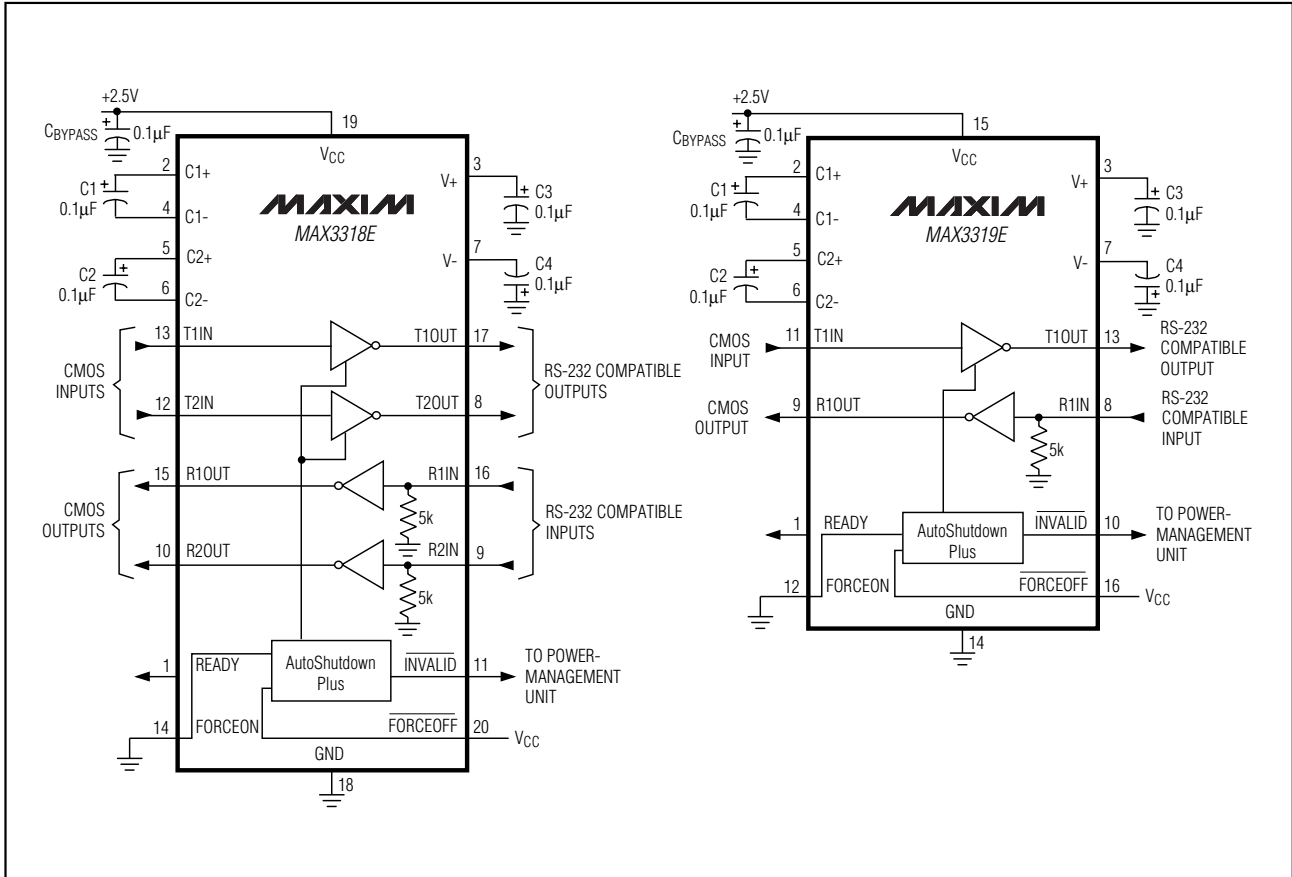 +2.5V
CBYPASS
+
0.1µF
19
VCC
2
C1+
C1
+
0.1µF
4
C1-
5
C2+
C2
+
0.1µF
6
C2-
3
V+
+
C3
0.1µF
7
V-
C4
0.1µF
+
MAXIM
MAX3318E
CMOS
INPUTS
13
T1IN
T1OUT
17
12
T2IN
T2OUT
8
RS-232 COMPATIBLE
OUTPUTS
CMOS
OUTPUTS
15
R1OUT
R1IN
16
5k
10
R2OUT
R2IN
9
5k
RS-232 COMPATIBLE
INPUTS
1
READY
AutoShutdown
Plus
INVALID
11
TO POWER-
MANAGEMENT
UNIT
14
FORCEON
FORCEOFF
20
VCC
GND
18
+2.5V
CBYPASS
+
0.1µF
15
VCC
2
C1+
C1
+
0.1µF
4
C1-
5
C2+
C2
+
0.1µF
6
C2-
3
V+
+
C3
0.1µF
7
V-
C4
0.1µF
+
MAXIM
MAX3319E
CMOS
INPUT
11
T1IN
T1OUT
13
RS-232
COMPATIBLE
OUTPUT
CMOS
OUTPUT
9
R1OUT
R1IN
8
RS-232
COMPATIBLE
INPUT
5k
1
READY
AutoShutdown
Plus
INVALID
10
TO POWER-
MANAGEMENT
UNIT
12
FORCEON
FORCEOFF
16
VCC
GND
14